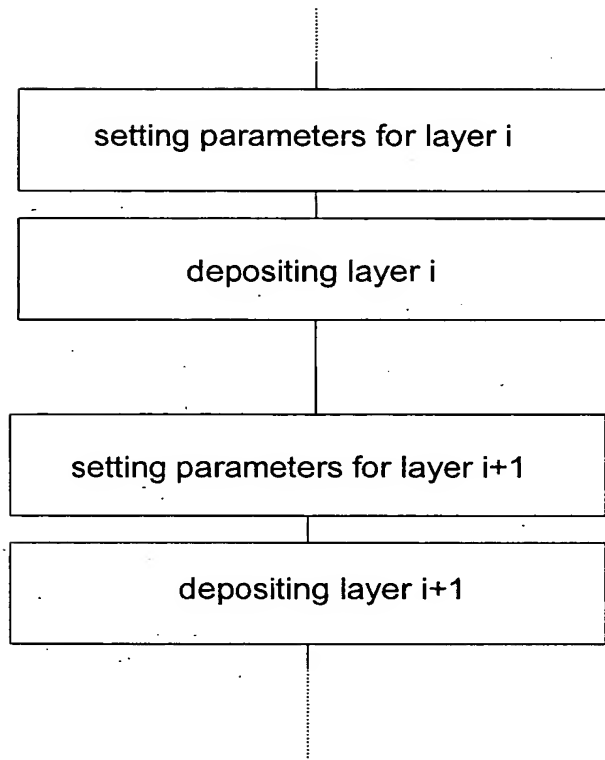 setting parameters for layer i
depositing layer i
setting parameters for layer i+1
depositing layer i+1